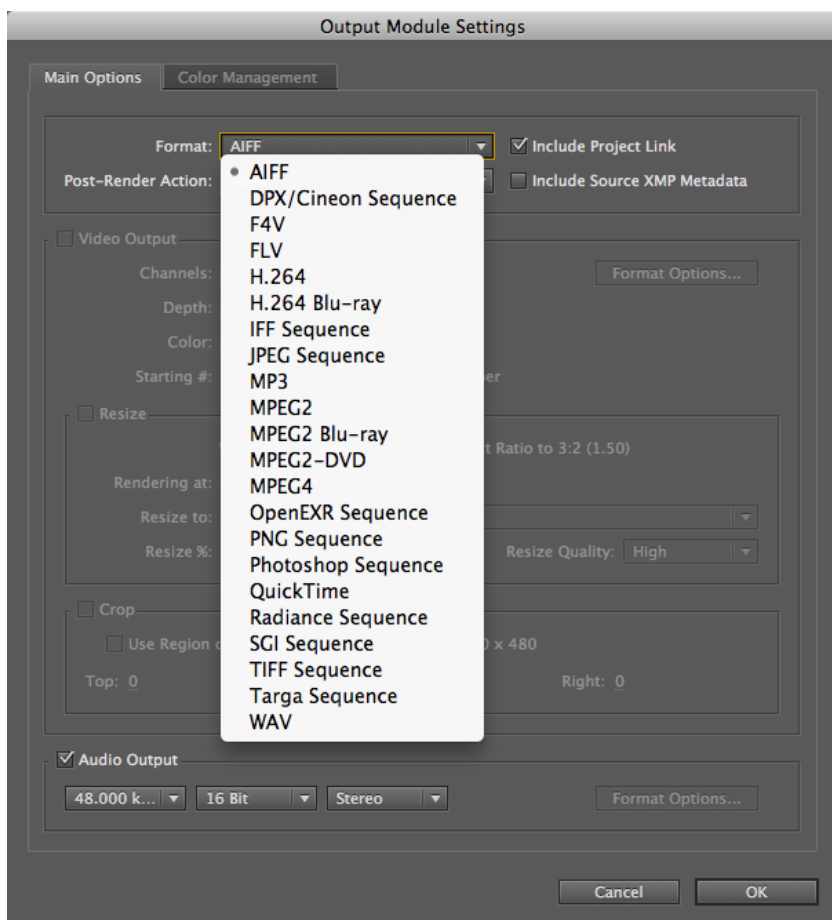 Output Module Settings
Main Options
Color Management
Format:
AIFF
Include Project Link
Post-Render Action:
Include Source XMP Metadata
AIFF
DPX/Cineon Sequence
F4V
FLV
H.264
H.264 Blu-ray
IFF Sequence
JPEG Sequence
MP3
MPEG2
MPEG2 Blu-ray
MPEG2-DVD
MPEG4
OpenEXR Sequence
PNG Sequence
Photoshop Sequence
QuickTime
Radiance Sequence
SGI Sequence
TIFF Sequence
Targa Sequence
WAV
Video Output
Channels:
Format Options...
Depth:
Color:
Starting #:
Resize
Ratio to 3:2 (1.50)
Rendering at:
Resize to:
Resize %:
Resize Quality: High
Crop
Use Region
x 480
Top: 0
Right: 0
Audio Output
48.000 k...
16 Bit
Stereo
Format Options...
Cancel
OK